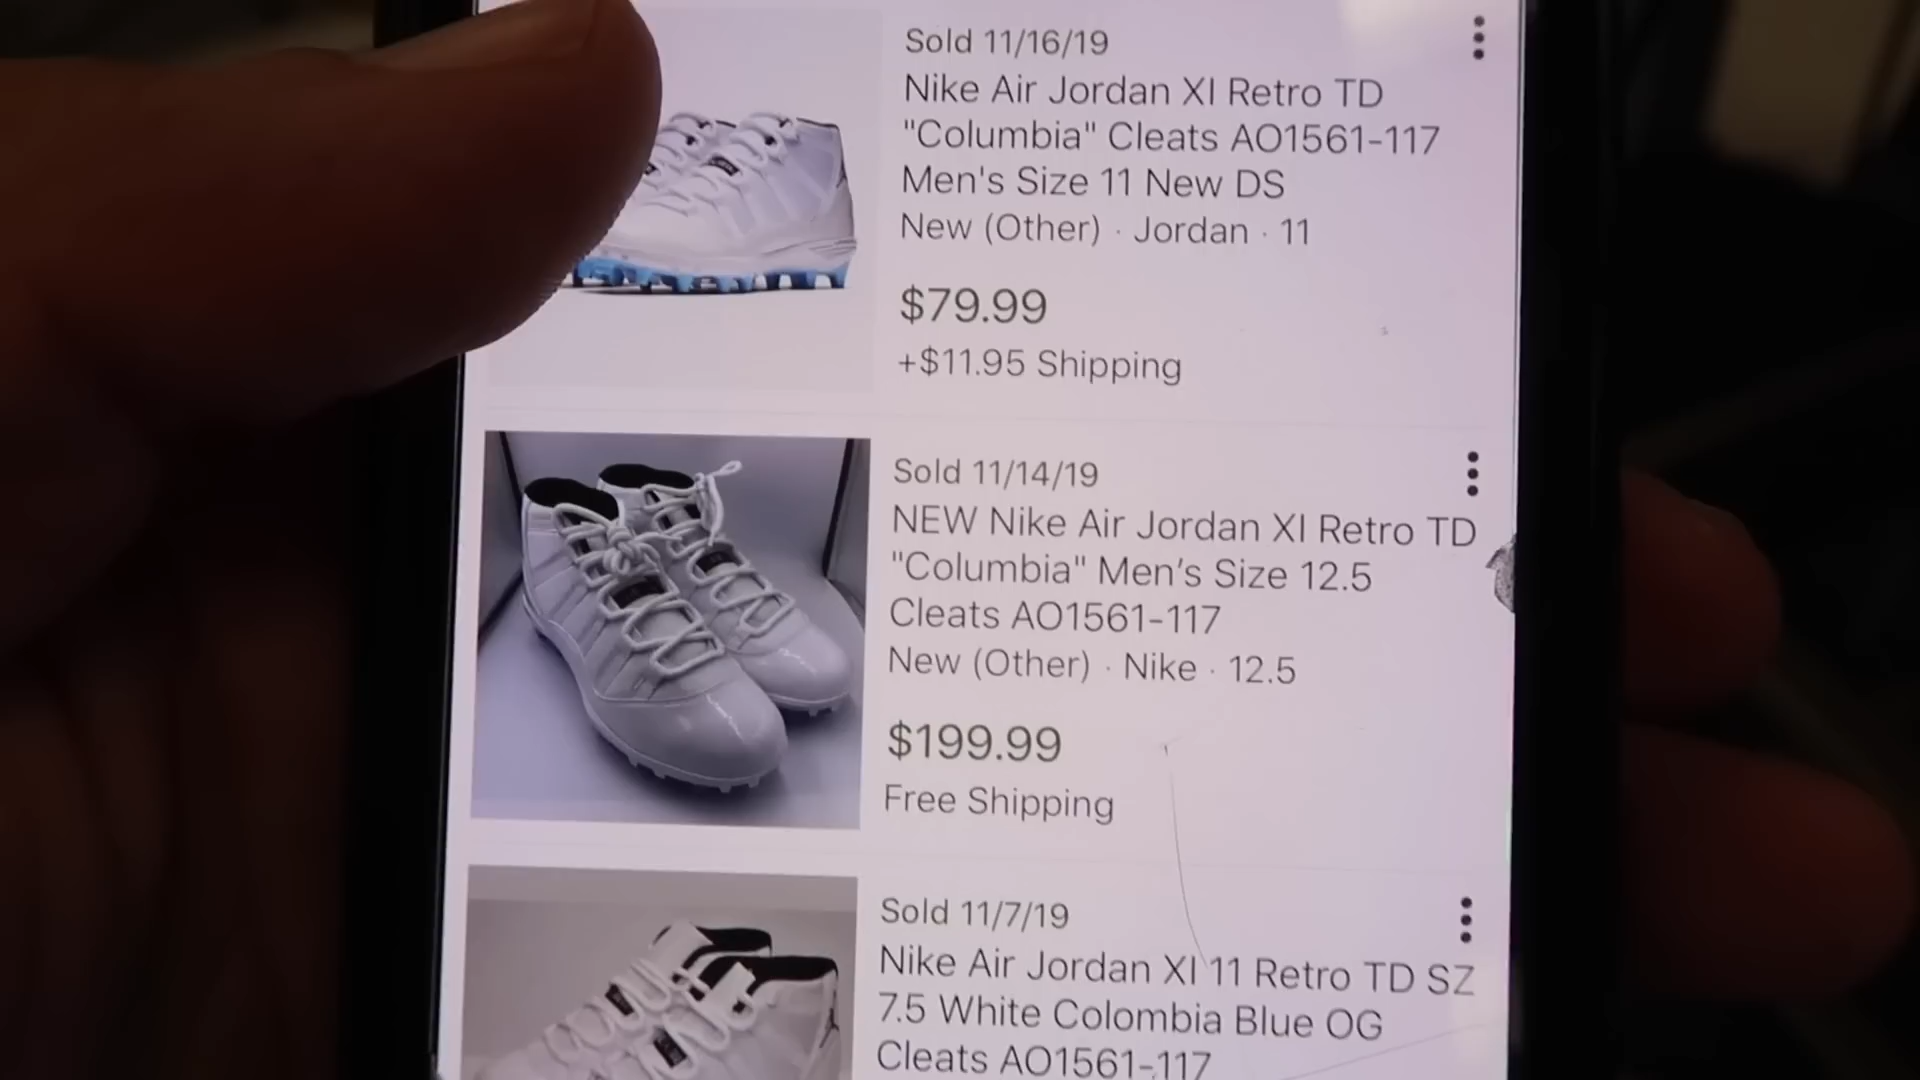 Sold 11/16/19
Nike Air Jordan XI Retro TD
"Columbia" Cleats AO1561-117
Men's Size 11 New DS
New (Other) · Jordan · 11
$79.99
+$11.95 Shipping
Sold 11/14/19
NEW Nike Air Jordan XI Retro TD
"Columbia" Men’s Size 12.5
Cleats AO1561-117
New (Other) · Nike · 12.5
$199.99
Free Shipping
Sold 11/7/19
Nike Air Jordan XI 11 Retro TD SZ
7.5 White Colombia Blue OG
Cleats AO1561-117